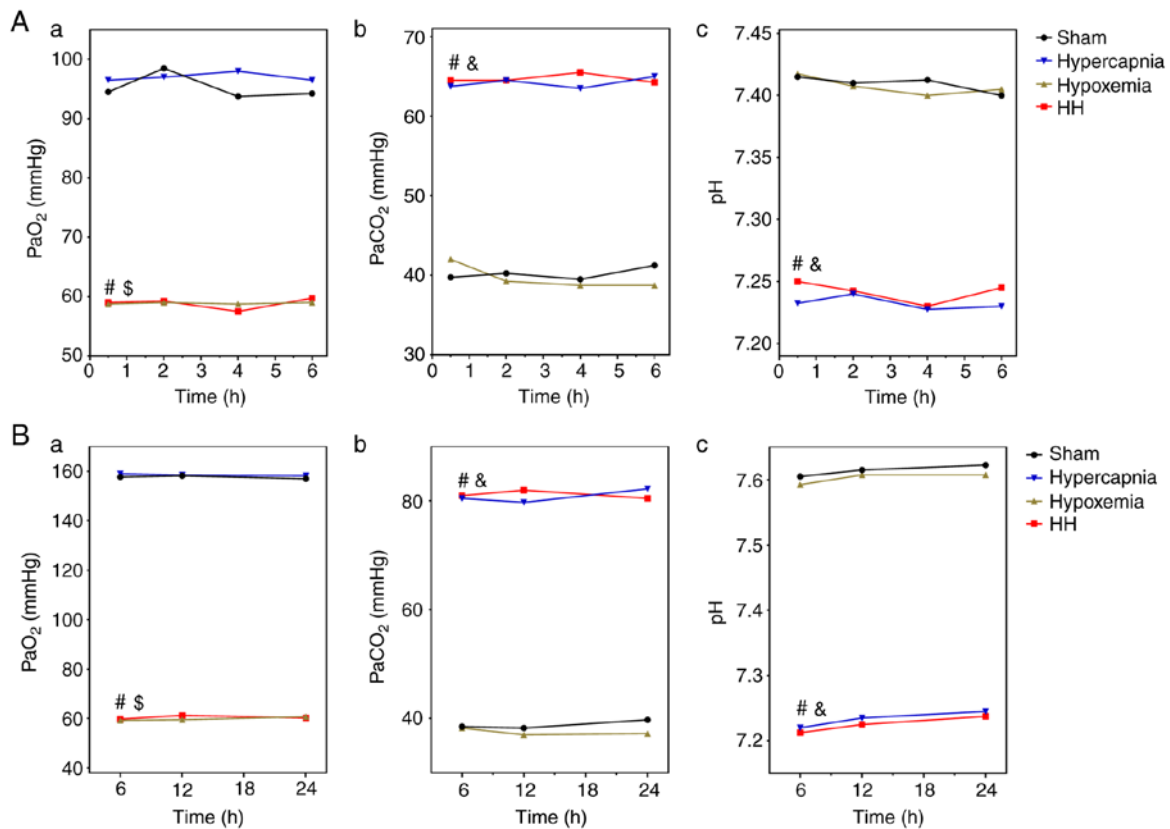 A
a
PaO2 (mmHg)
100
90
80
70
60
50
# $
0 1 2 3 4 5 6
Time (h)
b
PaCO2 (mmHg)
70
60
50
40
30
# &
0 1 2 3 4 5 6
Time (h)
c
pH
7.45
7.40
7.35
7.30
7.25
7.20
# &
0 1 2 3 4 5 6
Time (h)
Sham
Hypercapnia
Hypoxemia
HH
B
a
PaO2 (mmHg)
160
140
120
100
80
60
40
# $
6 12 18 24
Time (h)
b
PaCO2 (mmHg)
80
60
40
# &
6 12 18 24
Time (h)
c
pH
7.6
7.5
7.4
7.3
7.2
# &
6 12 18 24
Time (h)
Sham
Hypercapnia
Hypoxemia
HH